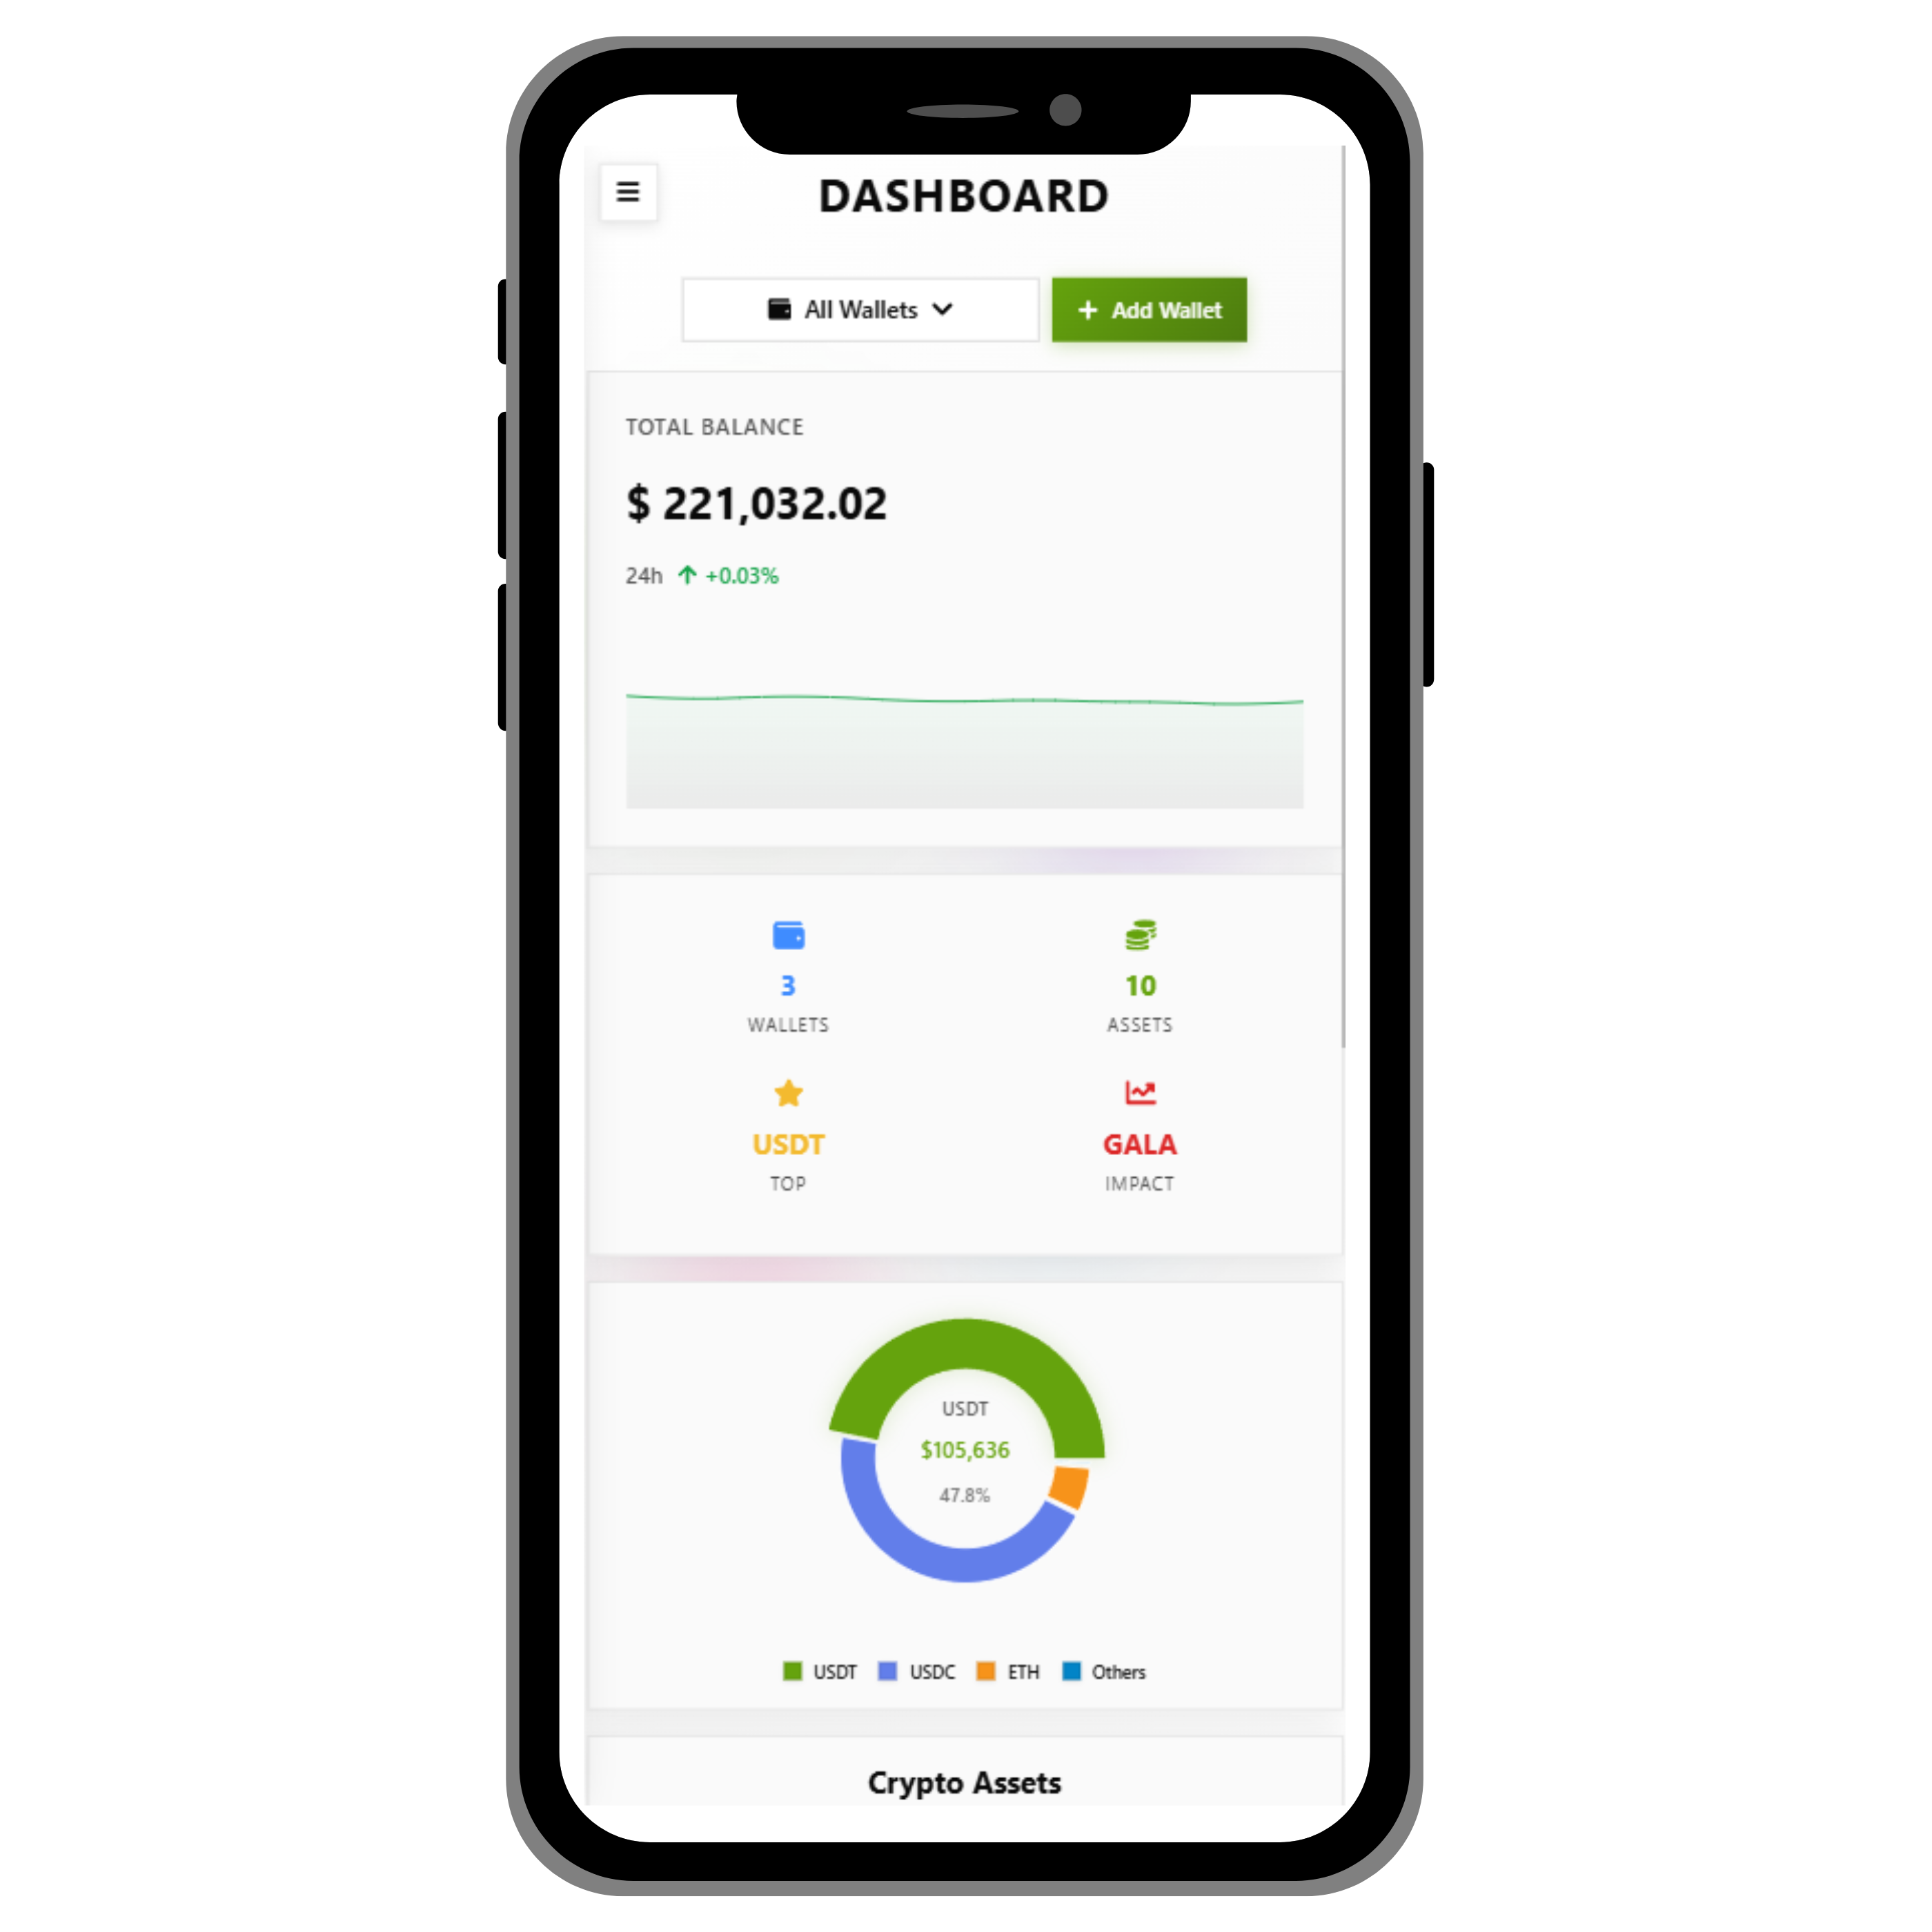 DASHBOARD
All Wallets
+ Add Wallet
TOTAL BALANCE
$ 221,032.02
24h ↑ +0.03%
3
WALLETS
10
ASSETS
USDT
TOP
GALA
IMPACT
USDT
$105,636
47.8%
USDT USDC ETH Others
Crypto Assets